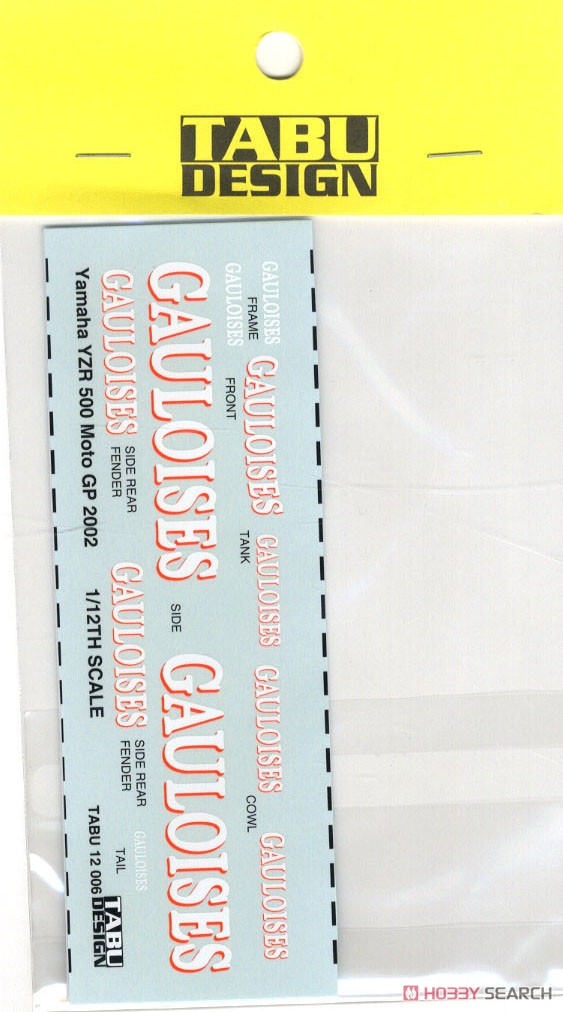 TABU
DESIGN
GAULOISES
FRAME
GAULOISES
GAULOISES
FRONT
GAULOISES
TANK
GAULOISES
COWL
GAULOISES
GAULOISES
SIDE
GAULOISES
GAULOISES
SIDE REAR
FENDER
GAULOISES
SIDE REAR
FENDER
GAULOISES
TAIL
Yamaha YZR 500 Moto GP 2002
1/12TH SCALE
TABU 12 006
TABU
DESIGN
HOBBY SEARCH